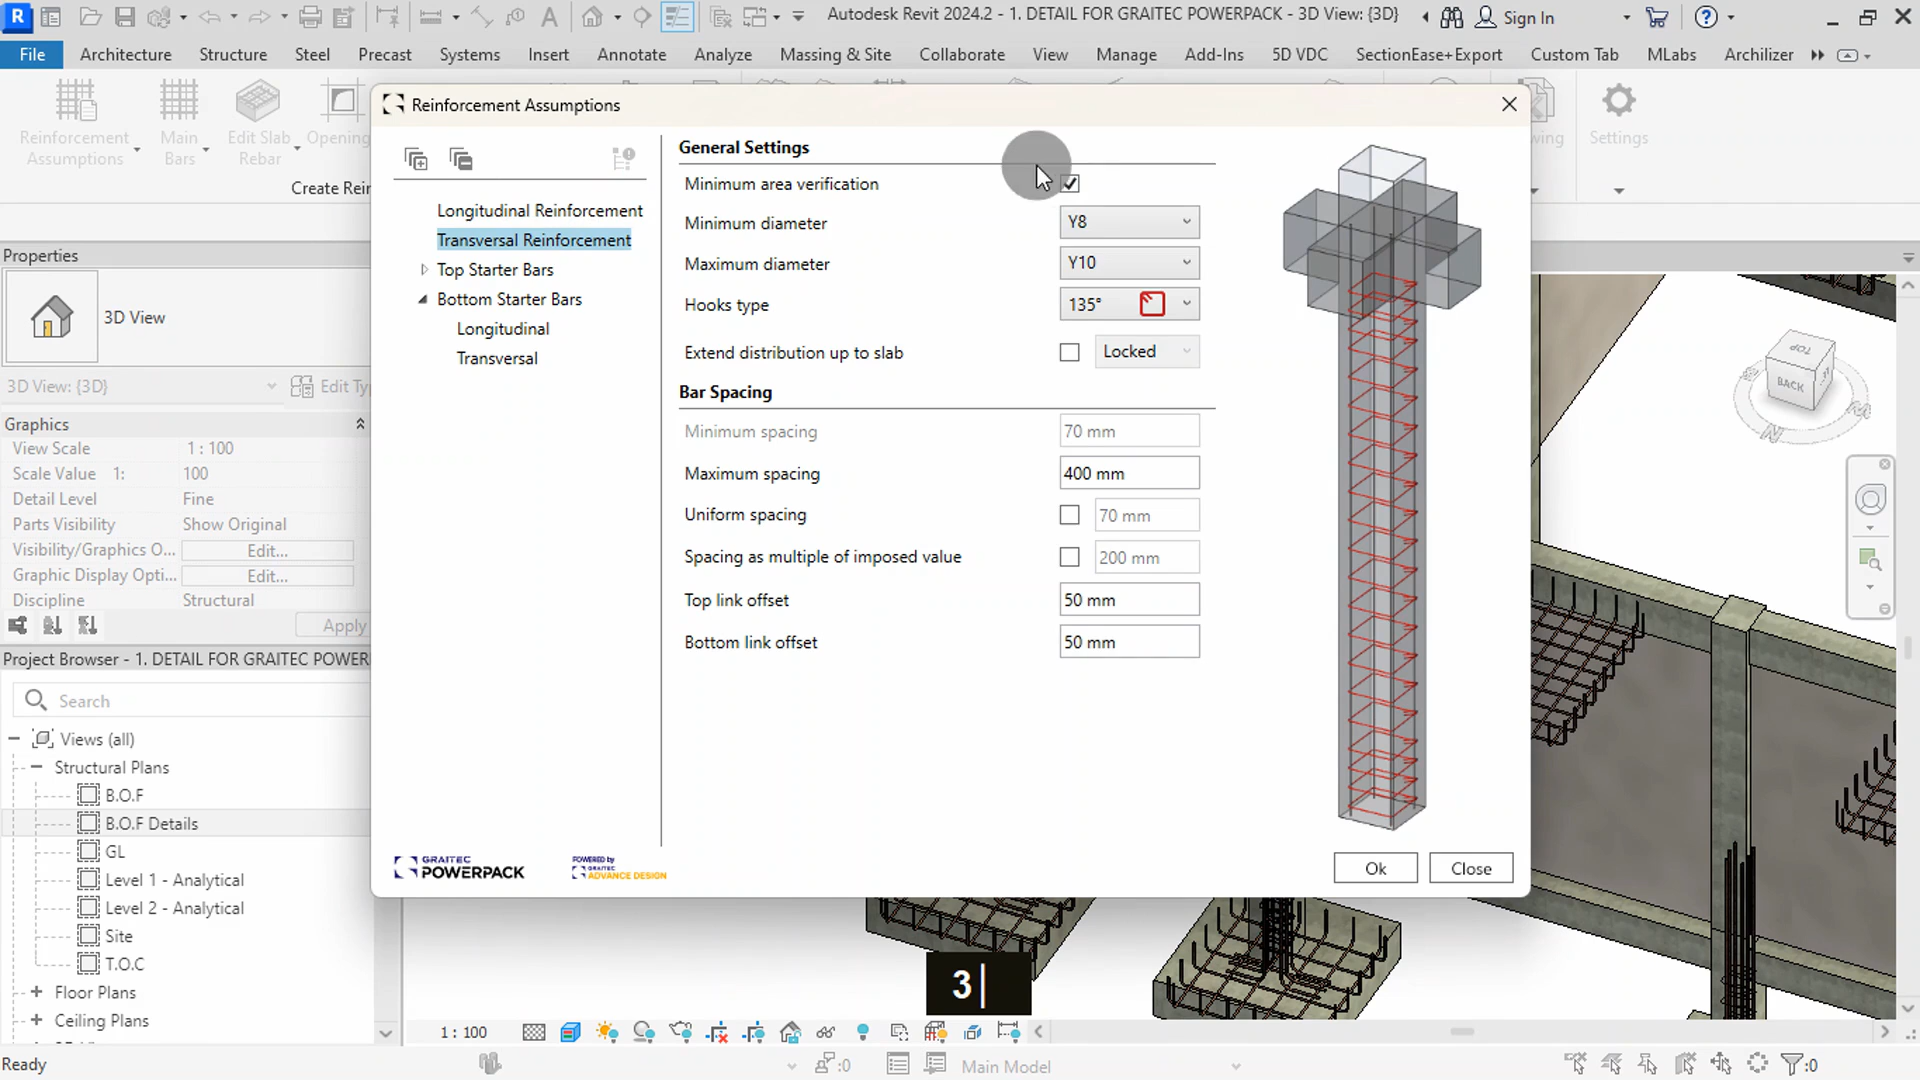 Autodesk Revit 2024.2 - 1. DETAIL FOR GRAITEC POWERPACK - 3D View: {3D}
Sign In
File Architecture Structure Steel Precast Systems Insert Annotate Analyze Massing & Site Collaborate View Manage Add-Ins 5D VDC SectionEase+Export Custom Tab MLabs Archilizer
Reinforcement Assumptions
Main Bars
Edit Slab Rebar
Opening
Settings
Create Rein
Properties
3D View
3D View: {3D}
Edit Ty
Graphics
View Scale 1 : 100
Scale Value 1: 100
Detail Level Fine
Parts Visibility Show Original
Visibility/Graphics O... Edit...
Graphic Display Opti... Edit...
Discipline Structural
Apply
Project Browser - 1. DETAIL FOR GRAITEC POWER
Search
Views (all)
Structural Plans
B.O.F
B.O.F Details
GL
Level 1 - Analytical
Level 2 - Analytical
Site
T.O.C
Floor Plans
Ceiling Plans
Reinforcement Assumptions
Longitudinal Reinforcement
Transversal Reinforcement
Top Starter Bars
Bottom Starter Bars
Longitudinal
Transversal
General Settings
Minimum area verification
Minimum diameter Y8
Maximum diameter Y10
Hooks type 135°
Extend distribution up to slab Locked
Bar Spacing
Minimum spacing 70 mm
Maximum spacing 400 mm
Uniform spacing 70 mm
Spacing as multiple of imposed value 200 mm
Top link offset 50 mm
Bottom link offset 50 mm
GRAITEC
POWERPACK
POWERED by
GRAITEC
ADVANCE DESIGN
Ok Close
TOP
BACK
N
3
1 : 100
Ready
:0
Main Model
:0